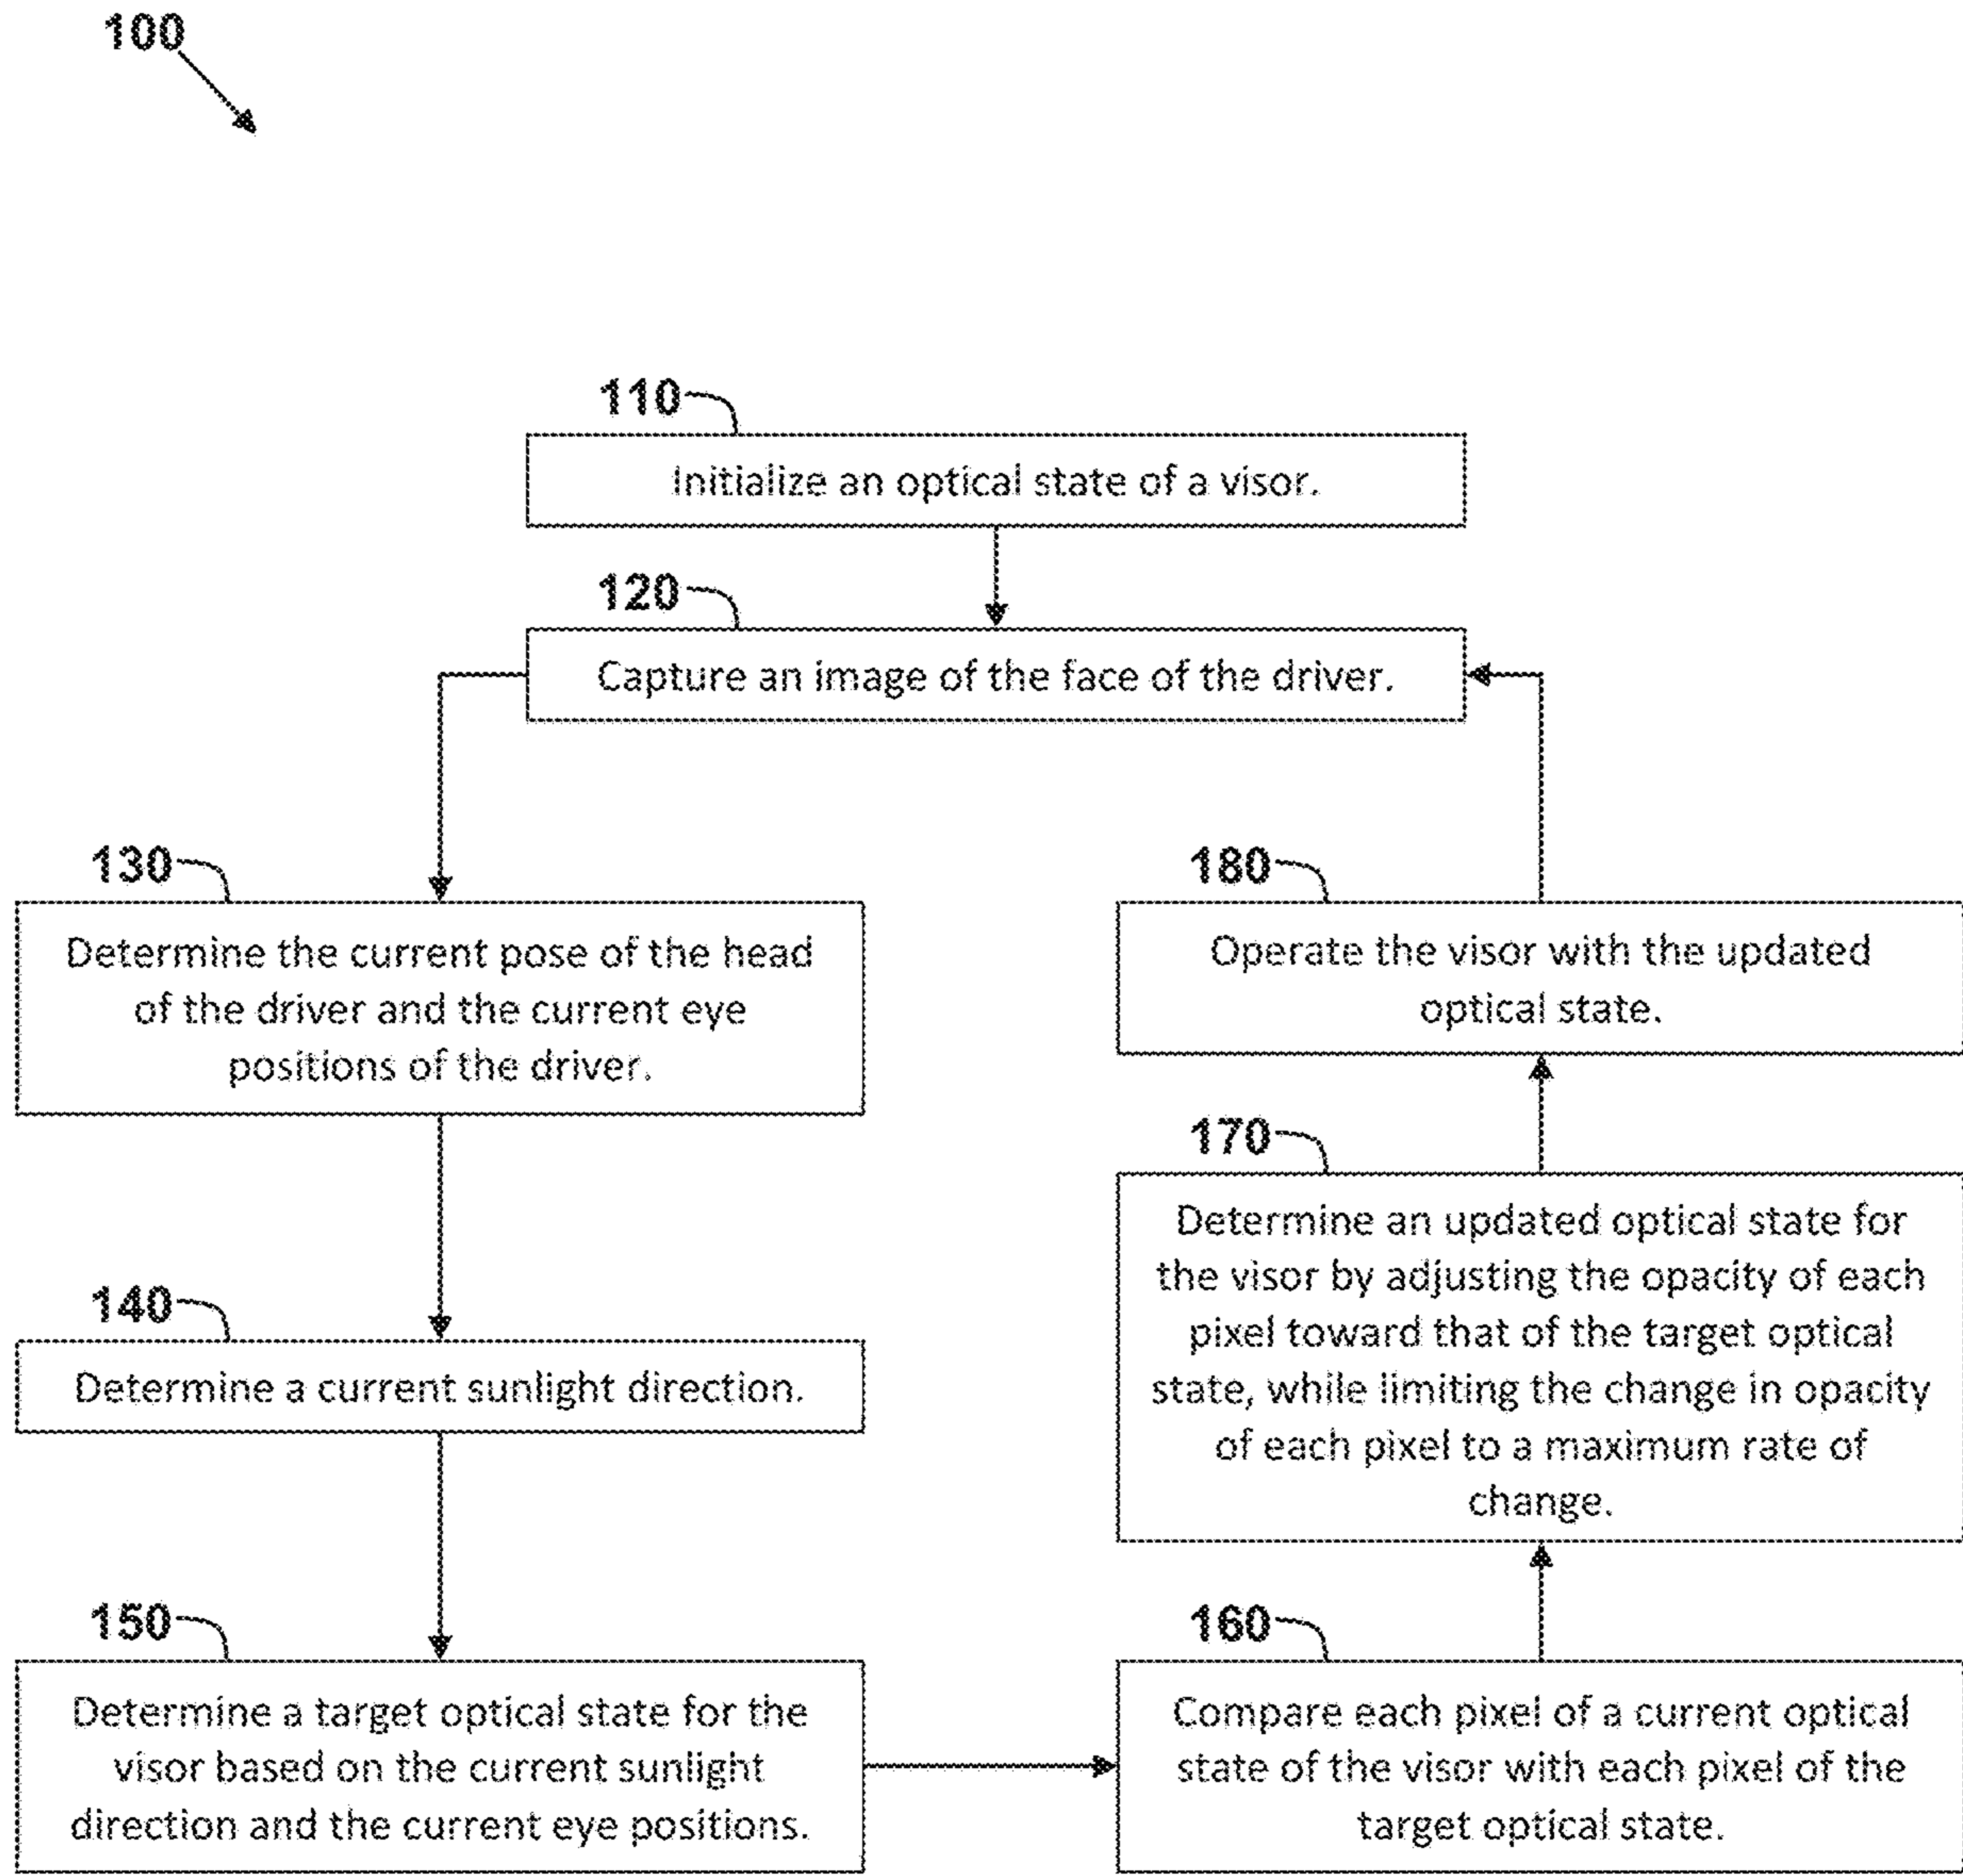 100
110
Initialize an optical state of a visor.
120
Capture an image of the face of the driver.
130
Determine the current pose of the head
of the driver and the current eye
positions of the driver.
140
Determine a current sunlight direction.
150
Determine a target optical state for the
visor based on the current sunlight
direction and the current eye positions.
160
Compare each pixel of a current optical
state of the visor with each pixel of the
target optical state.
170
Determine an updated optical state for
the visor by adjusting the opacity of each
pixel toward that of the target optical
state, while limiting the change in opacity
of each pixel to a maximum rate of
change.
180
Operate the visor with the updated
optical state.